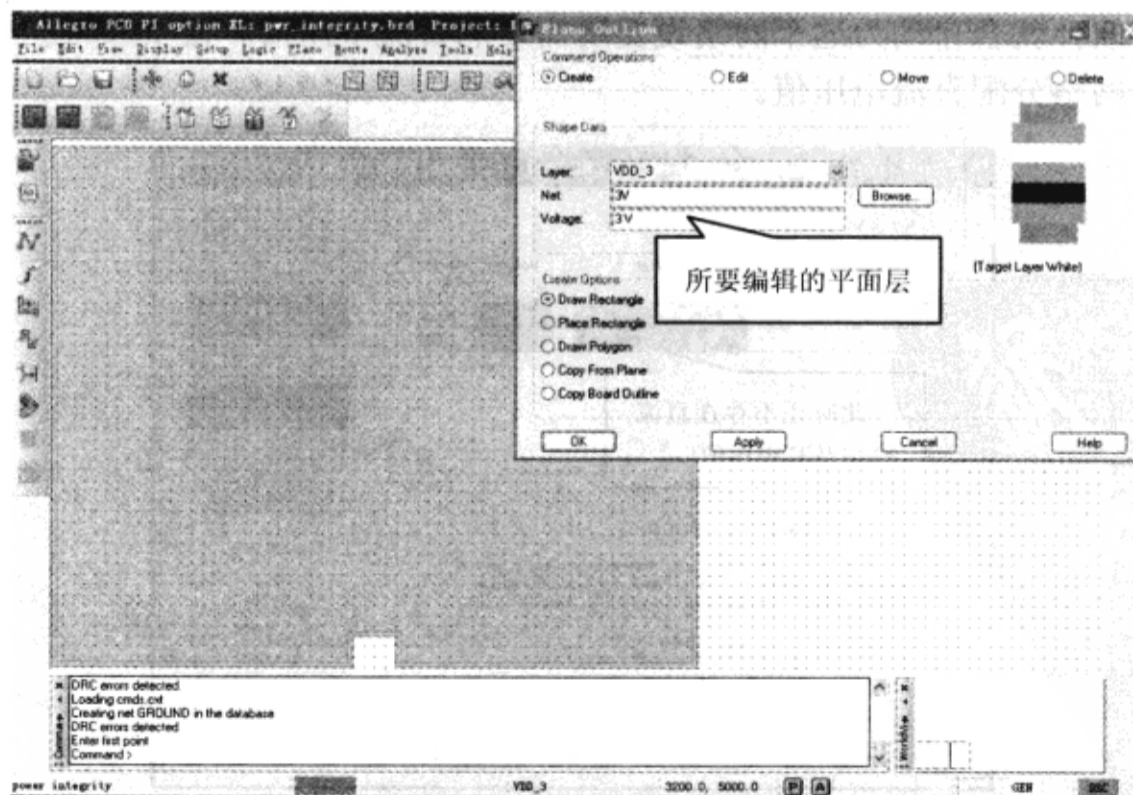 Allegro PCB PI option XL: pwr_integrity.brd Project:
File Edit View Display Setup Logic Plane Route Analyze Tools Help
Plane Outline
Command Operations
Create Edit Move Delete
Shape Data
Layer: VDD_3
Net: 3V Browse...
Voltage: 3 V
所要编辑的平面层
(Target Layer White)
Create Options
Draw Rectangle
Place Rectangle
Draw Polygon
Copy From Plane
Copy Board Outline
OK Apply Cancel Help
DRC errors detected.
Loading cmds.cxt
Creating net GROUND in the database
DRC errors detected
Enter first point
Command >
Command
WorldView
power integrity VDD_3 3200.0, 5000.0 P A GEN